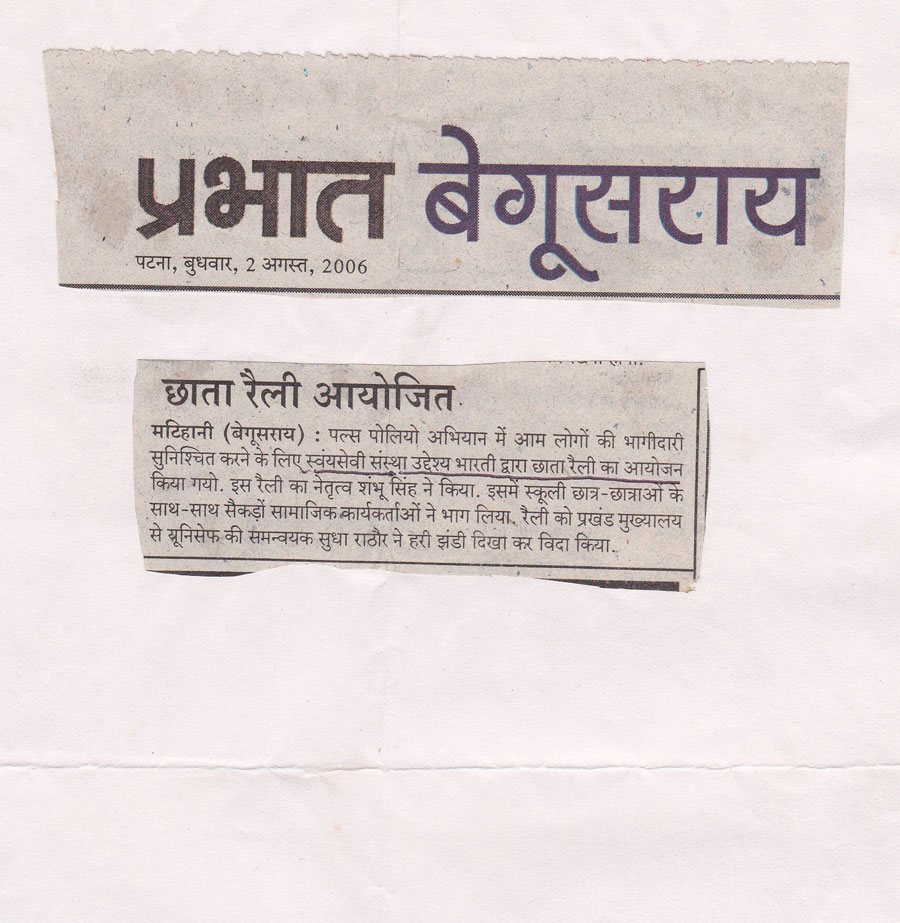 प्रभात बेगूसराय
पटना, बुधवार, 2 अगस्त, 2006
छाता रैली आयोजित
मटिहानी (बेगूसराय) : पल्स पोलियो अभियान में आम लोगों की भागीदारी
सुनिश्चित करने के लिए स्वंयसेवी संस्था उद्देश्य भारती द्वारा छाता रैली का आयोजन
किया गयो. इस रैली का नेतृत्व शंभू सिंह ने किया. इसमें स्कूली छात्र-छात्राओं के
साथ-साथ सैकड़ों सामाजिक कार्यकर्ताओं ने भाग लिया. रैली को प्रखंड मुख्यालय
से यूनिसेफ की समन्वयक सुधा राठौर ने हरी झंडी दिखा कर विदा किया.